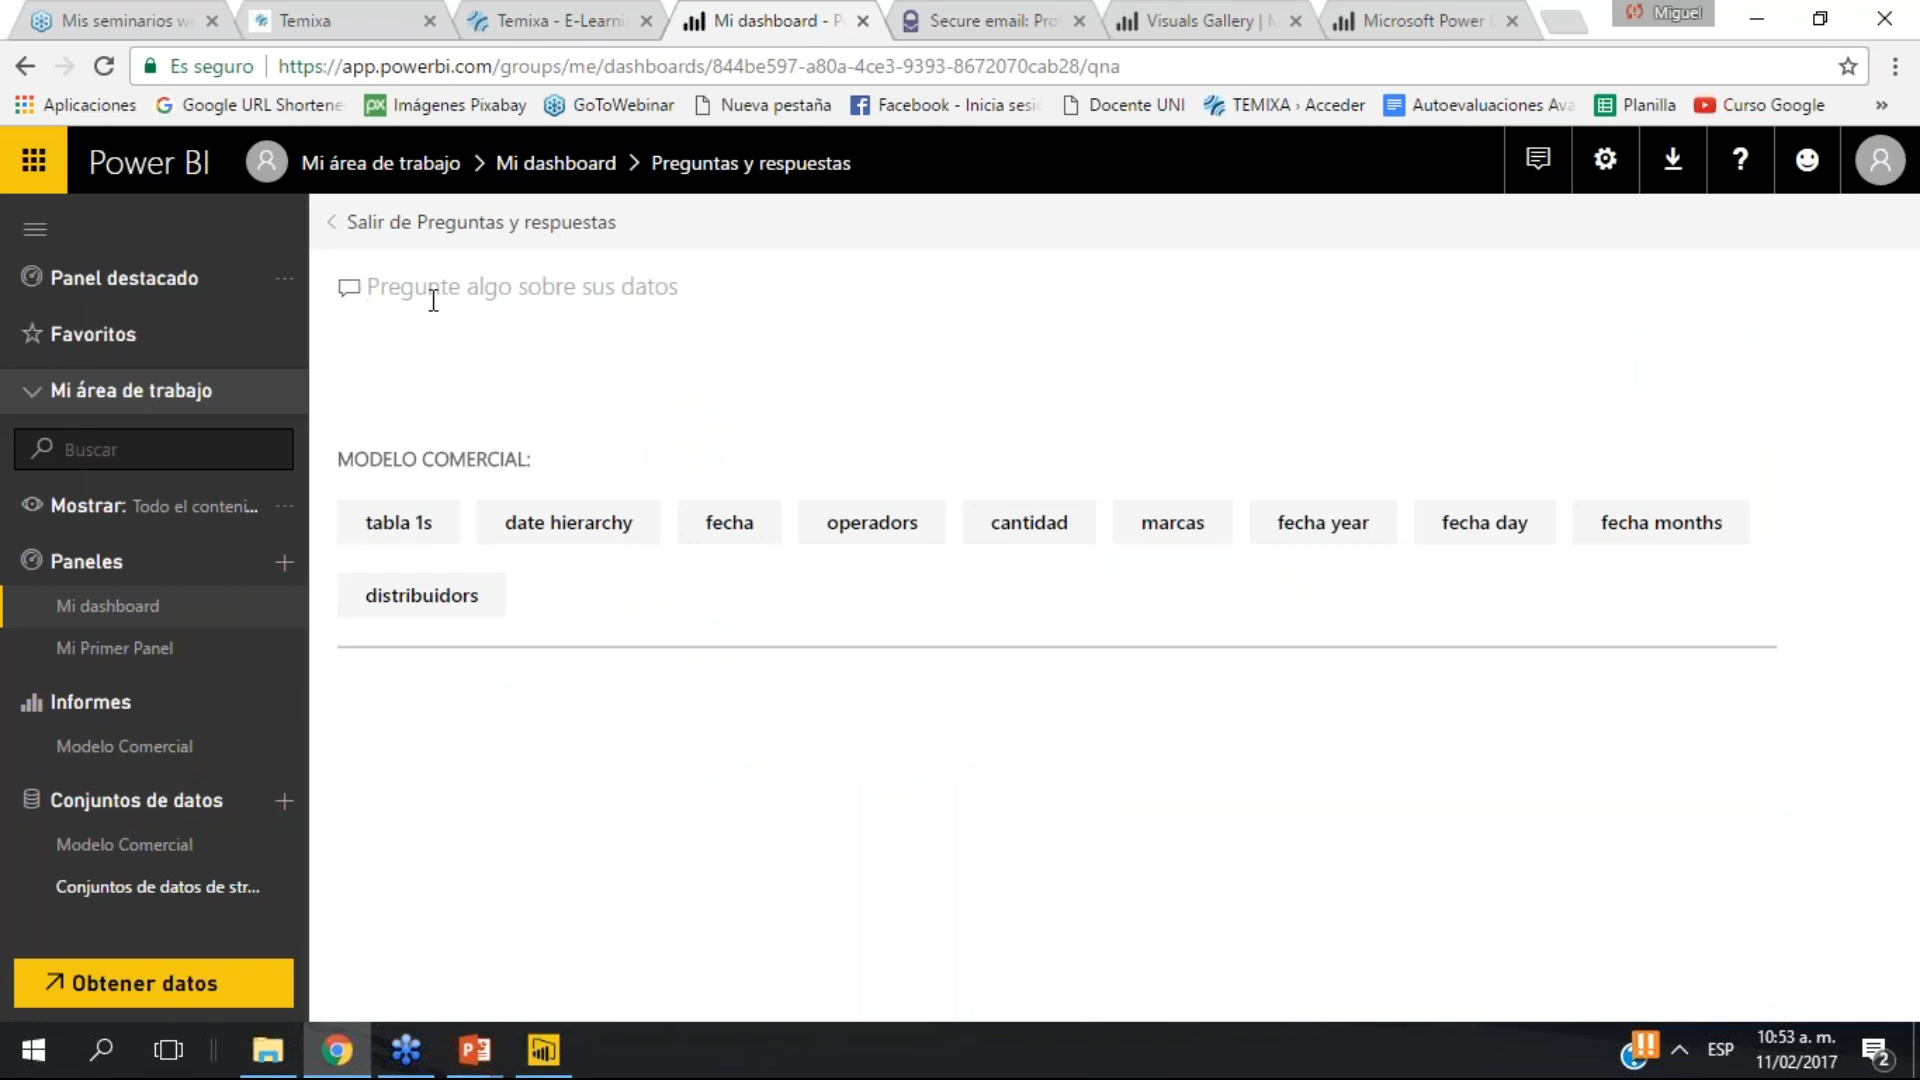 Mis seminarios we
Temixa
Temixa - E-Learni
Mi dashboard - P
Secure email: Pro
Visuals Gallery | M
Microsoft Power
Miguel
Es seguro
https://app.powerbi.com/groups/me/dashboards/844be597-a80a-4ce3-9393-8672070cab28/qna
Aplicaciones
Google URL Shortene
px Imágenes Pixabay
GoToWebinar
Nueva pestaña
Facebook - Inicia sesi
Docente UNI
TEMIXA › Acceder
Autoevaluaciones Ava
Planilla
Curso Google
»
Power BI
Mi área de trabajo > Mi dashboard > Preguntas y respuestas
?
Salir de Preguntas y respuestas
Pregunte algo sobre sus datos
Panel destacado ...
Favoritos
Mi área de trabajo
Buscar
Mostrar: Todo el conteni... ...
Paneles +
Mi dashboard
Mi Primer Panel
Informes
Modelo Comercial
Conjuntos de datos +
Modelo Comercial
Conjuntos de datos de str...
Obtener datos
MODELO COMERCIAL:
tabla 1s
date hierarchy
fecha
operadors
cantidad
marcas
fecha year
fecha day
fecha months
distribuidors
ESP
10:53 a. m.
11/02/2017
2